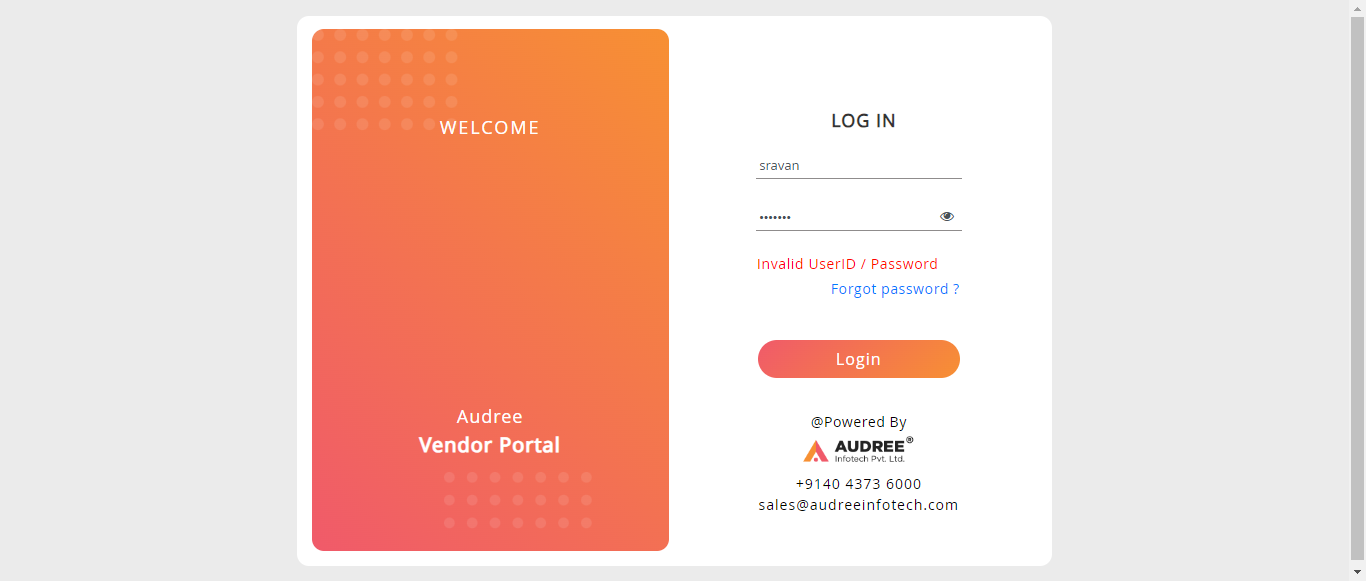 WELCOME
Audree
Vendor Portal
LOG IN
sravan
•••••••
Invalid UserID / Password
Forgot password ?
Login
@Powered By
AUDREE®
Infotech Pvt. Ltd.
+9140 4373 6000
sales@audreeinfotech.com